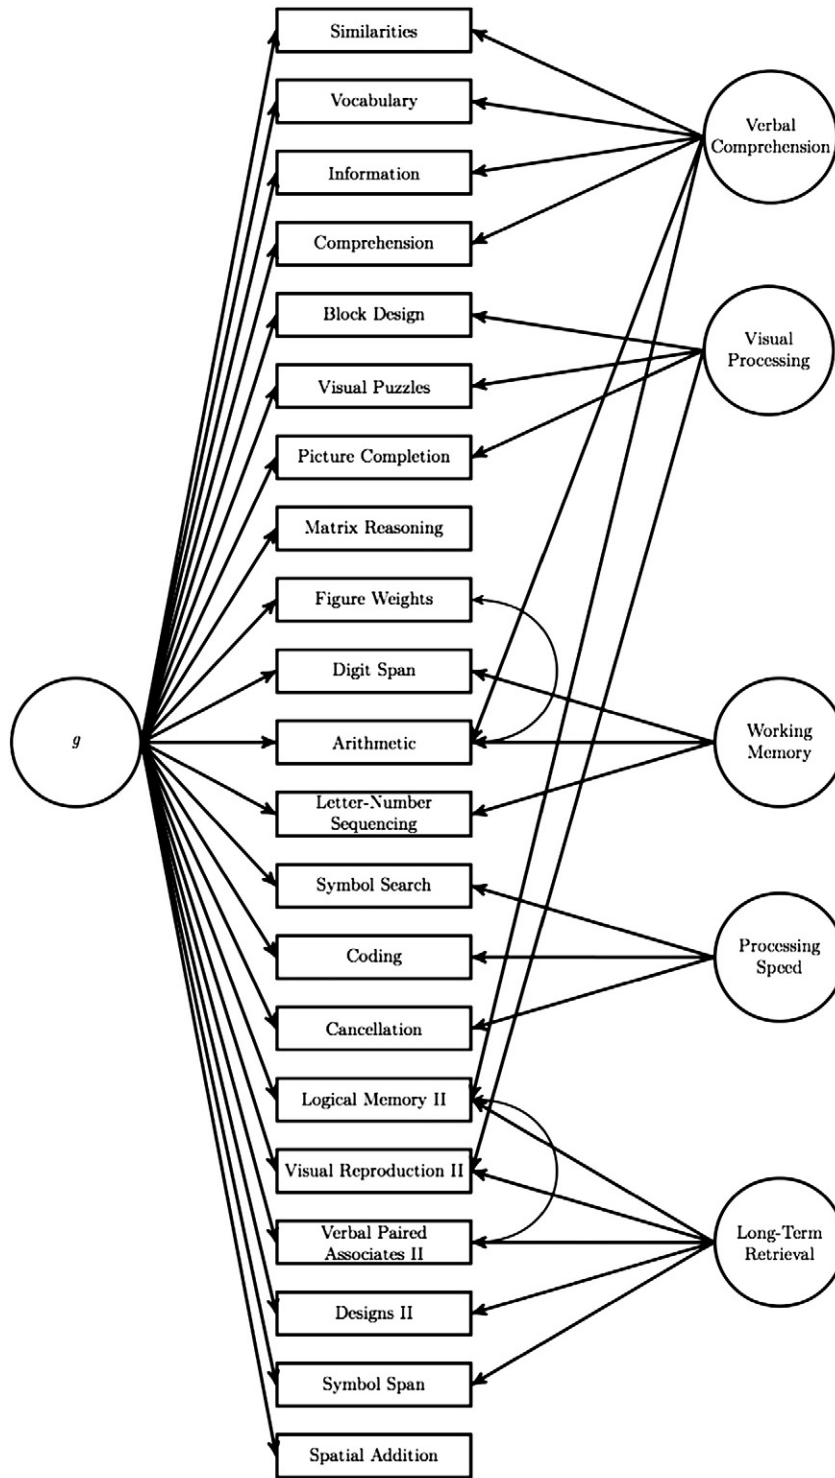 Similarities
Vocabulary
Information
Comprehension
Block Design
Visual Puzzles
Picture Completion
Matrix Reasoning
Figure Weights
Digit Span
Arithmetic
Letter-Number
Sequencing
Symbol Search
Coding
Cancellation
Logical Memory II
Visual Reproduction II
Verbal Paired
Associates II
Designs II
Symbol Span
Spatial Addition
g
Verbal
Comprehension
Visual
Processing
Working
Memory
Processing
Speed
Long-Term
Retrieval